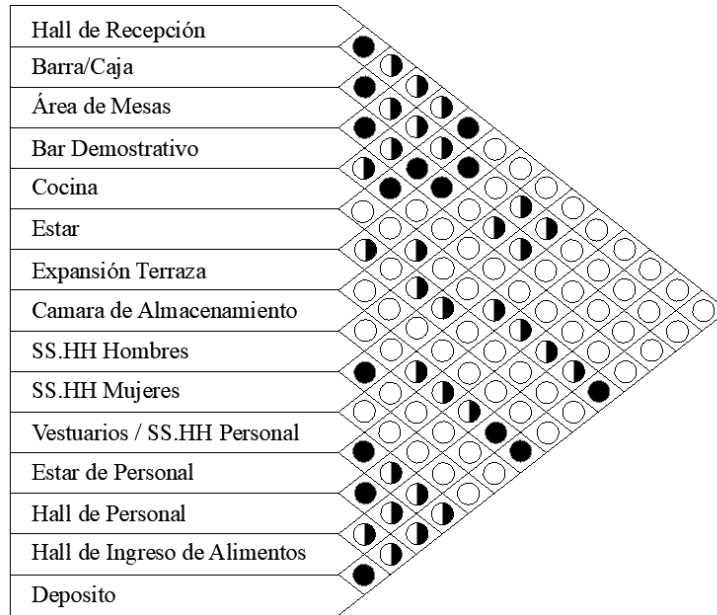 Hall de Recepción
Barra/Caja
Área de Mesas
Bar Demostrativo
Cocina
Estar
Expansión Terraza
Camara de Almacenamiento
SS.HH Hombres
SS.HH Mujeres
Vestuarios / SS.HH Personal
Estar de Personal
Hall de Personal
Hall de Ingreso de Alimentos
Deposito